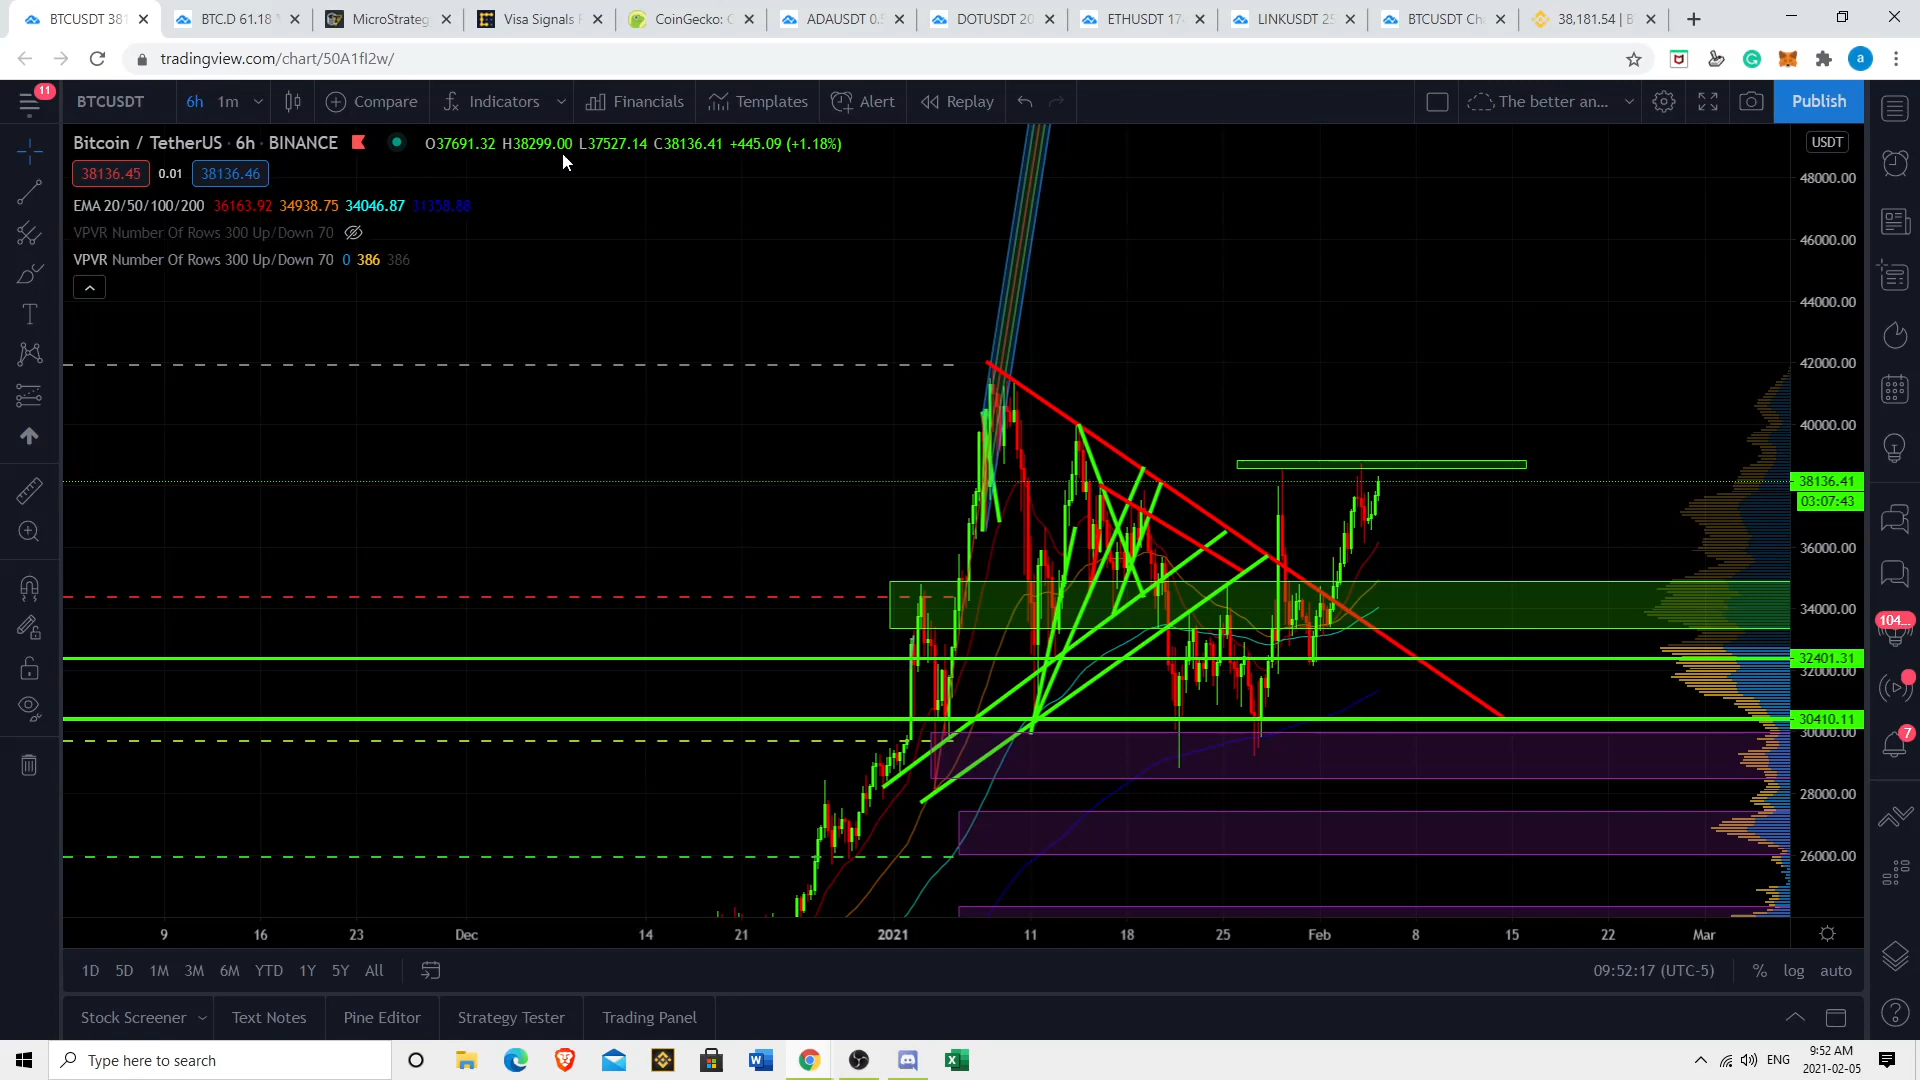 BTCUSDT 381
BTC.D 61.18
MicroStrateg
Visa Signals F
CoinGecko: C
ADAUSDT 0.5
DOTUSDT 20
ETHUSDT 17
LINKUSDT 25
BTCUSDT Cha
38,181.54 | B
tradingview.com/chart/50A1fI2w/
a
11
BTCUSDT
6h 1m
Compare
Indicators
Financials
Templates
Alert
Replay
The better an...
Publish
Bitcoin / TetherUS · 6h · BINANCE
O37691.32 H38299.00 L37527.14 C38136.41 +445.09 (+1.18%)
USDT
38136.45 0.01 38136.46
EMA 20/50/100/200 36163.92 34938.75 34046.87 31358.88
VPVR Number Of Rows 300 Up/Down 70
VPVR Number Of Rows 300 Up/Down 70 0 386 386
48000.00
46000.00
44000.00
42000.00
40000.00
38136.41
03:07:43
36000.00
34000.00
32401.31
32000.00
30410.11
30000.00
28000.00
26000.00
104...
7
9 16 23 Dec 14 21 2021 11 18 25 Feb 8 15 22 Mar
1D 5D 1M 3M 6M YTD 1Y 5Y All
09:52:17 (UTC-5) % log auto
Stock Screener Text Notes Pine Editor Strategy Tester Trading Panel
Type here to search
ENG
9:52 AM
2021-02-05